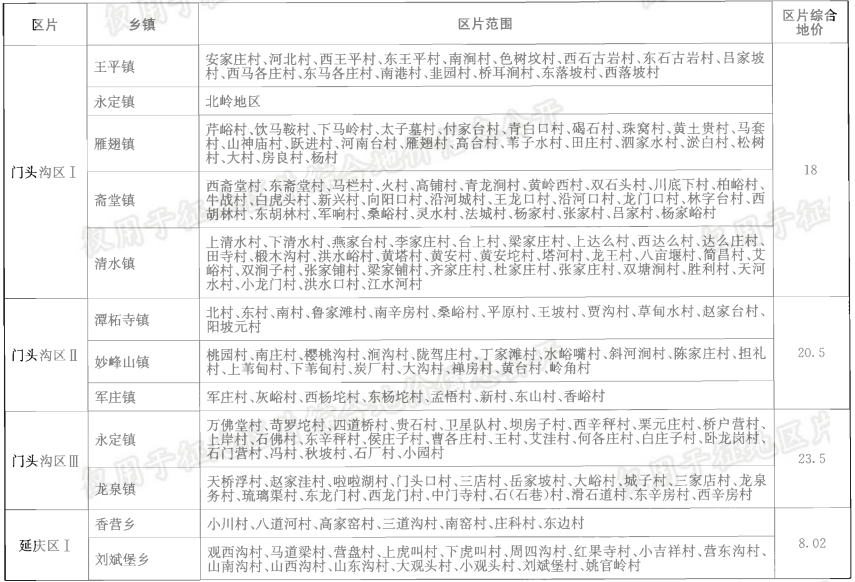 区片 乡镇 区片范围 区片综合地价
门头沟区Ⅰ 18
王平镇
安家庄村、河北村、西王平村、东王平村、南涧村、色树坟村、西石古岩村、东石古岩村、吕家坡
村、西马各庄村、东马各庄村、南港村、韭园村、桥耳涧村、东落坡村、西落坡村
永定镇
北岭地区
雁翅镇
芹峪村、饮马鞍村、下马岭村、太子墓村、付家台村、青白口村、碣石村、珠窝村、黄土贵村、马套
村、山神庙村、跃进村、河南台村、雁翅村、高台村、苇子水村、田庄村、泗家水村、淤白村、松树
村、大村、房良村、杨村
斋堂镇
西斋堂村、东斋堂村、马栏村、火村、高铺村、青龙涧村、黄岭西村、双石头村、川底下村、柏峪村、
牛战村、白虎头村、新兴村、向阳口村、沿河城村、王龙口村、沿河口村、龙门口村、林字台村、西
胡林村、东胡林村、军响村、桑峪村、灵水村、法城村、杨家村、张家村、吕家村、杨家峪村
清水镇
上清水村、下清水村、燕家台村、李家庄村、台上村、梁家庄村、上达么村、西达么村、达么庄村、
田寺村、椴木沟村、洪水峪村、黄塔村、黄安村、黄安坨村、塔河村、龙王村、八亩堰村、简昌村、艾
峪村、双涧子村、张家铺村、梁家铺村、齐家庄村、杜家庄村、张家庄村、双塘涧村、胜利村、天河
水村、小龙门村、洪水口村、江水河村
门头沟区Ⅱ 20.5
潭柘寺镇
北村、东村、南村、鲁家滩村、南辛房村、桑峪村、平原村、王坡村、贾沟村、草甸水村、赵家台村、
阳坡元村
妙峰山镇
桃园村、南庄村、樱桃沟村、涧沟村、陇驾庄村、丁家滩村、水峪嘴村、斜河涧村、陈家庄村、担礼
村、上苇甸村、下苇甸村、炭厂村、大沟村、禅房村、黄台村、岭角村
军庄镇
军庄村、灰峪村、西杨坨村、东杨坨村、孟悟村、新村、东山村、香峪村
门头沟区Ⅲ 23.5
永定镇
万佛堂村、苛罗坨村、四道桥村、贵石村、卫星队村、坝房子村、西辛秤村、栗元庄村、桥户营村、
上岸村、石佛村、东辛秤村、侯庄子村、曹各庄村、王村、艾洼村、何各庄村、白庄子村、卧龙岗村、
石门营村、冯村、秋坡村、石厂村、小园村
龙泉镇
天桥浮村、赵家洼村、啦啦湖村、门头口村、三店村、岳家坡村、大峪村、城子村、三家店村、龙泉
务村、琉璃渠村、东龙门村、西龙门村、中门寺村、石(石巷)村、滑石道村、东辛房村、西辛房村
延庆区Ⅰ 8.02
香营乡
小川村、八道河村、高家窑村、三道沟村、南窑村、庄科村、东边村
刘斌堡乡
观西沟村、马道梁村、营盘村、上虎叫村、下虎叫村、周四沟村、红果寺村、小吉祥村、营东沟村、
山南沟村、山西沟村、山东沟村、大观头村、小观头村、刘斌堡村、姚官岭村